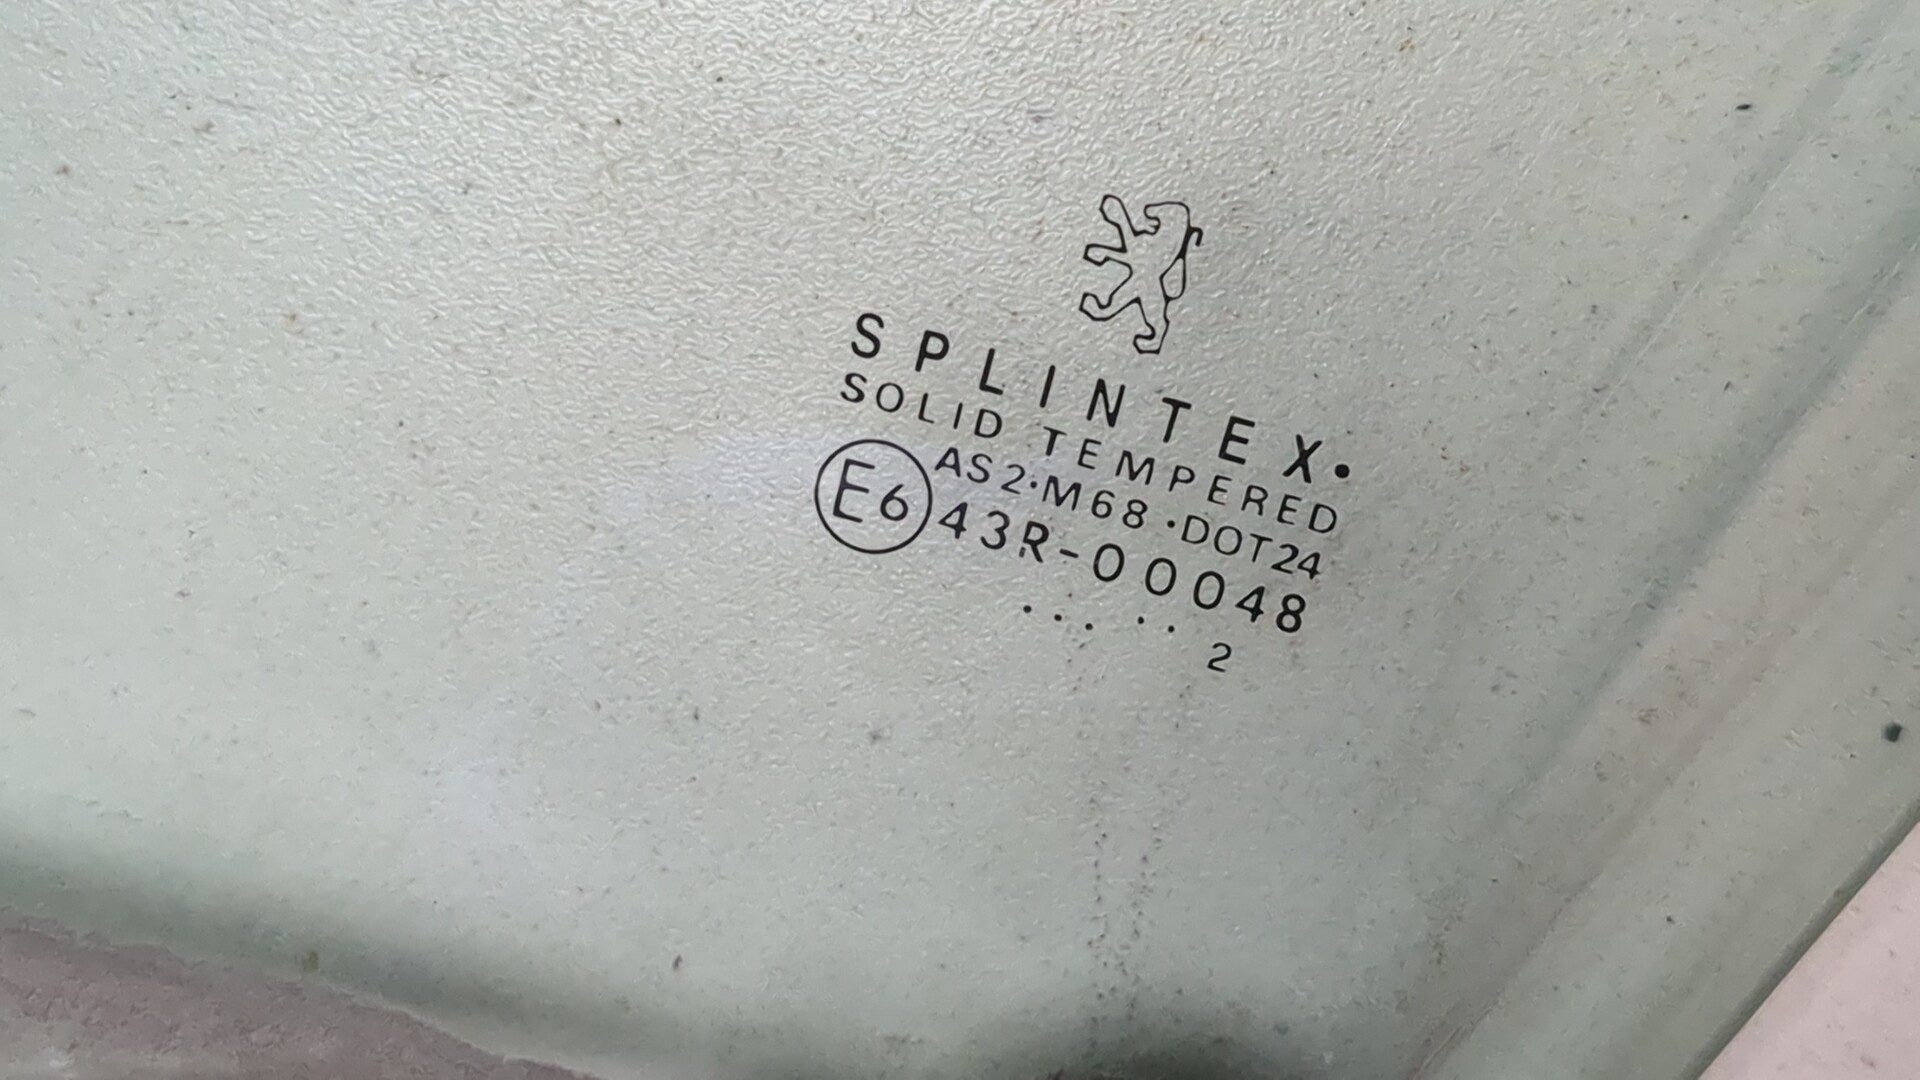 SPLINTEX.
SOLID TEMPERED
AS2·M68·DOT24
E6 43R-00048
... ..
2